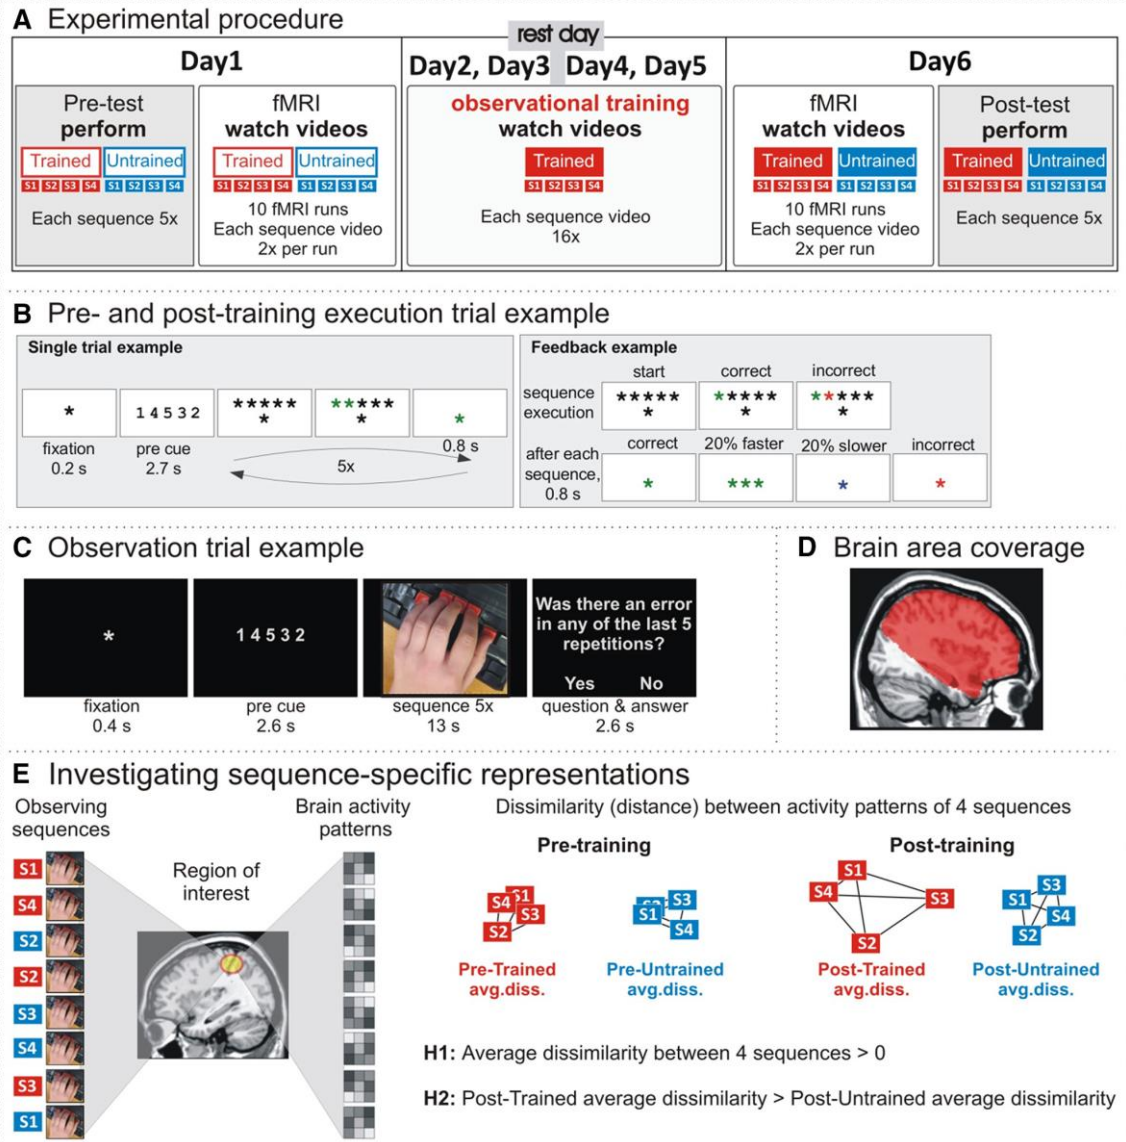 A Experimental procedure
rest day
Day1
Day2, Day3 Day4, Day5
Day6
Pre-test
perform
Trained Untrained
S1 S2 S3 S4 S1 S2 S3 S4
Each sequence 5x
fMRI
watch videos
Trained Untrained
S1 S2 S3 S4 S1 S2 S3 S4
10 fMRI runs
Each sequence video
2x per run
observational training
watch videos
Trained
S1 S2 S3 S4
Each sequence video
16x
fMRI
watch videos
Trained Untrained
S1 S2 S3 S4 S1 S2 S3 S4
10 fMRI runs
Each sequence video
2x per run
Post-test
perform
Trained Untrained
S1 S2 S3 S4 S1 S2 S3 S4
Each sequence 5x
B Pre- and post-training execution trial example
Single trial example
*
1 4 5 3 2
*****
*
*****
*
*
fixation
0.2 s
pre cue
2.7 s
5x
0.8 s
Feedback example
start correct incorrect
sequence
execution
*****
*
*****
*
*****
*
after each
sequence,
0.8 s
correct 20% faster 20% slower incorrect
* *** * *
C Observation trial example
*
1 4 5 3 2
Was there an error
in any of the last 5
repetitions?
Yes No
fixation
0.4 s
pre cue
2.6 s
sequence 5x
13 s
question & answer
2.6 s
D Brain area coverage
E Investigating sequence-specific representations
Observing
sequences
S1
S4
S2
S2
S3
S4
S3
S1
Region of
interest
Brain activity
patterns
Dissimilarity (distance) between activity patterns of 4 sequences
Pre-training
Post-training
S1
S4
S3
S2
Pre-Trained
avg.diss.
S3
S1
S4
Pre-Untrained
avg.diss.
S1
S4
S3
S2
Post-Trained
avg.diss.
S3
S1
S4
S2
Post-Untrained
avg.diss.
H1: Average dissimilarity between 4 sequences > 0
H2: Post-Trained average dissimilarity > Post-Untrained average dissimilarity